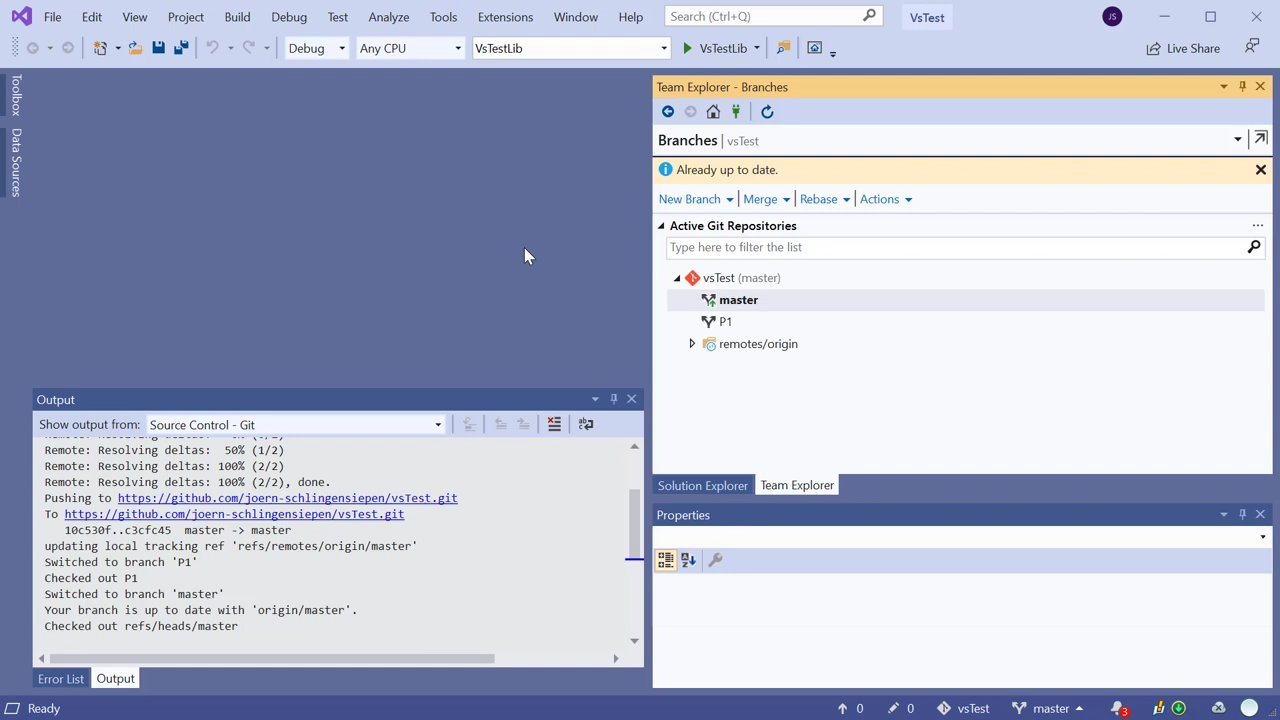 File Edit View Project Build Debug Test Analyze Tools Extensions Window Help Search (Ctrl+Q) VsTest JS
Debug Any CPU VsTestLib VsTestLib Live Share
Toolbox
Data Sources
Team Explorer - Branches
Branches | vsTest
Already up to date.
New Branch Merge Rebase Actions
Active Git Repositories
Type here to filter the list
vsTest (master)
master
P1
remotes/origin
Solution Explorer Team Explorer
Properties
Output
Show output from: Source Control - Git
Remote: Resolving deltas: 50% (1/2)
Remote: Resolving deltas: 100% (2/2)
Remote: Resolving deltas: 100% (2/2), done.
Pushing to https://github.com/joern-schlingensiepen/vsTest.git
To https://github.com/joern-schlingensiepen/vsTest.git
10c530f..c3cfc45 master -> master
updating local tracking ref 'refs/remotes/origin/master'
Switched to branch 'P1'
Checked out P1
Switched to branch 'master'
Your branch is up to date with 'origin/master'.
Checked out refs/heads/master
Error List Output
Ready 0 0 vsTest master 3